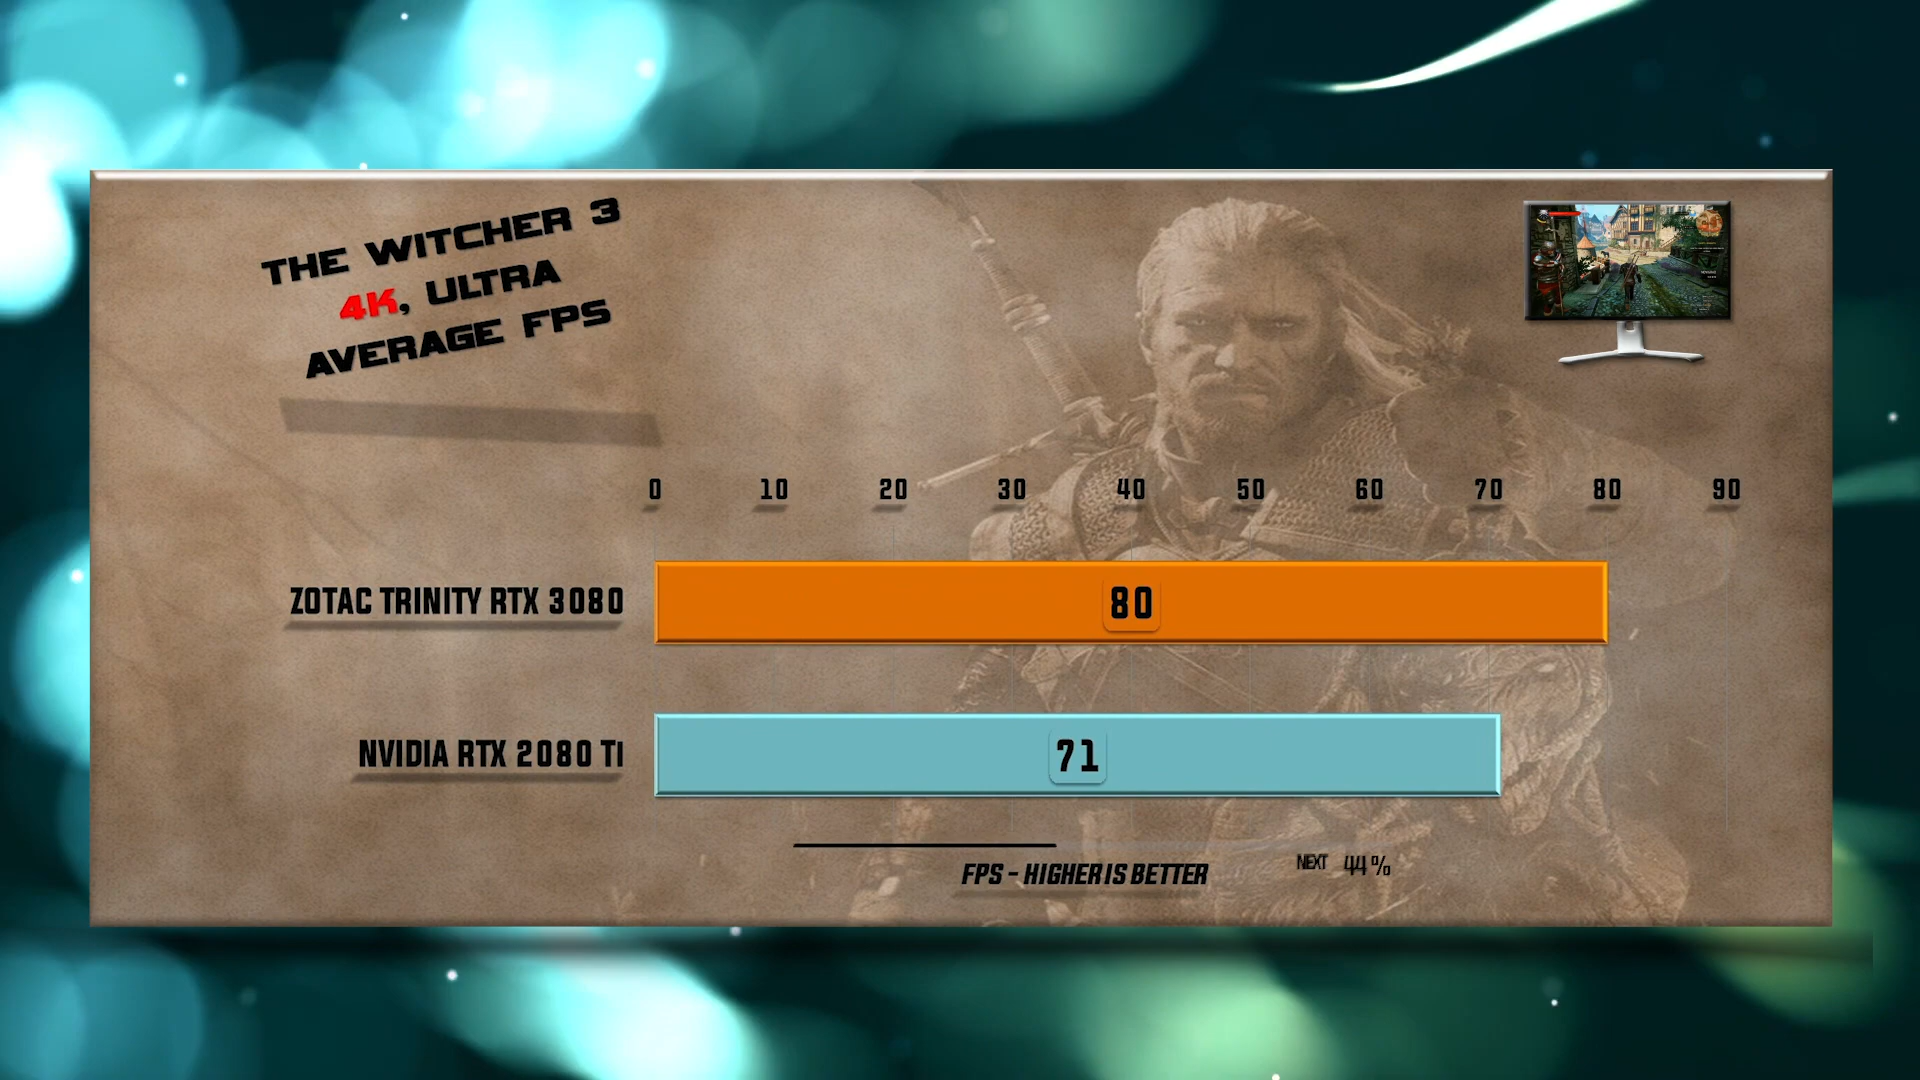 THE WITCHER 3
4K, ULTRA
AVERAGE FPS
0 10 20 30 40 50 60 70 80 90
ZOTAC TRINITY RTX 3080
80
NVIDIA RTX 2080 TI
71
FPS - HIGHER IS BETTER
NEXT 44%